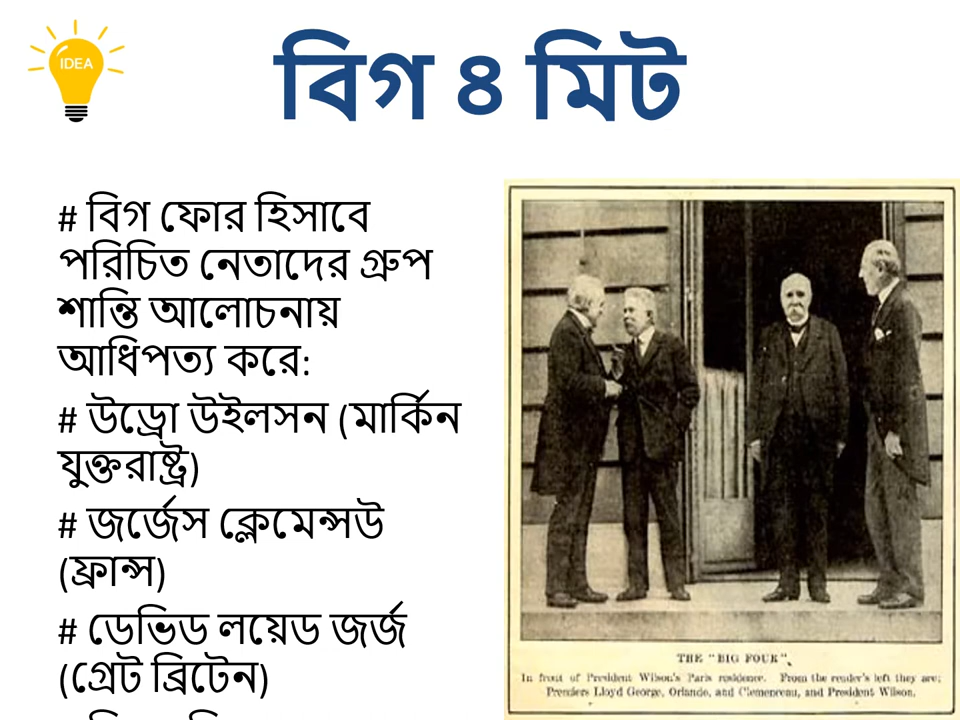 IDEA
বিগ ৪ মিট
# বিগ ফোর হিসাবে
পরিচিত নেতাদের গ্রুপ
শান্তি আলোচনায়
আধিপত্য করে:
# উড্রো উইলসন (মার্কিন
যুক্তরাষ্ট্র)
# জর্জেস ক্লেমেন্সউ
(ফ্রান্স)
# ডেভিড লয়েড জর্জ
(গ্রেট ব্রিটেন)
THE "BIG FOUR".
In front of President Wilson's Paris residence. From the reader's left they are;
Premiers Lloyd George, Orlando, and Clemenceau, and President Wilson.